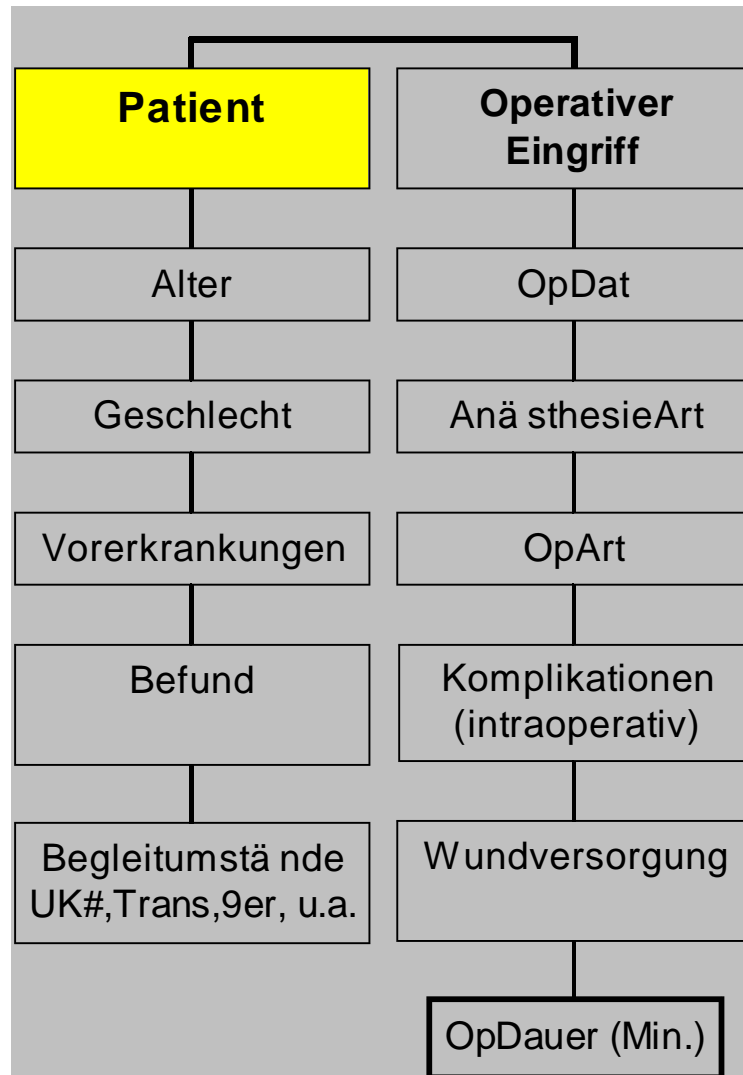 Patient
Alter
Geschlecht
Vorerkrankungen
Befund
Begleitumstä nde
UK#,Trans,9er, u.a.
Operativer
Eingriff
OpDat
Anä sthesieArt
OpArt
Komplikationen
(intraoperativ)
Wundversorgung
OpDauer (Min.)